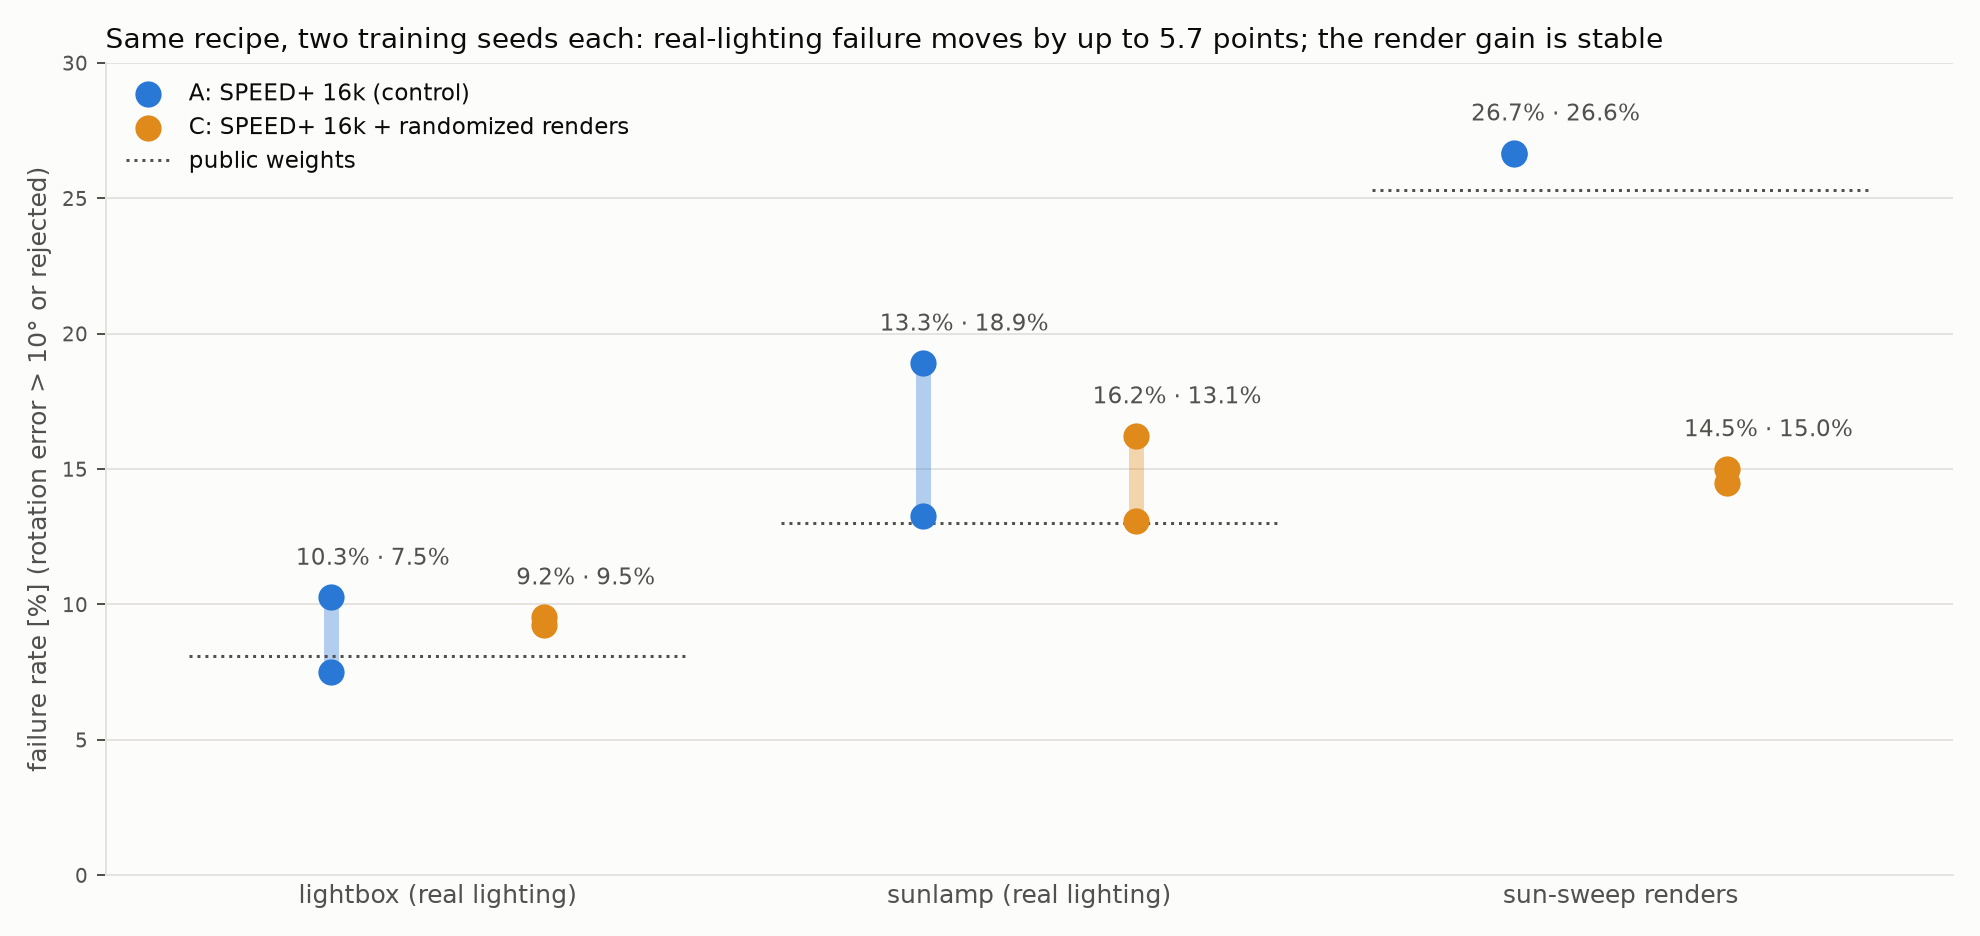 Same recipe, two training seeds each: real-lighting failure moves by up to 5.7 points; the render gain is stable
failure rate [%] (rotation error > 10° or rejected)
30
25
20
15
10
5
0
A: SPEED+ 16k (control)
C: SPEED+ 16k + randomized renders
public weights
26.7% · 26.6%
13.3% · 18.9%
16.2% · 13.1%
14.5% · 15.0%
10.3% · 7.5%
9.2% · 9.5%
lightbox (real lighting)
sunlamp (real lighting)
sun-sweep renders